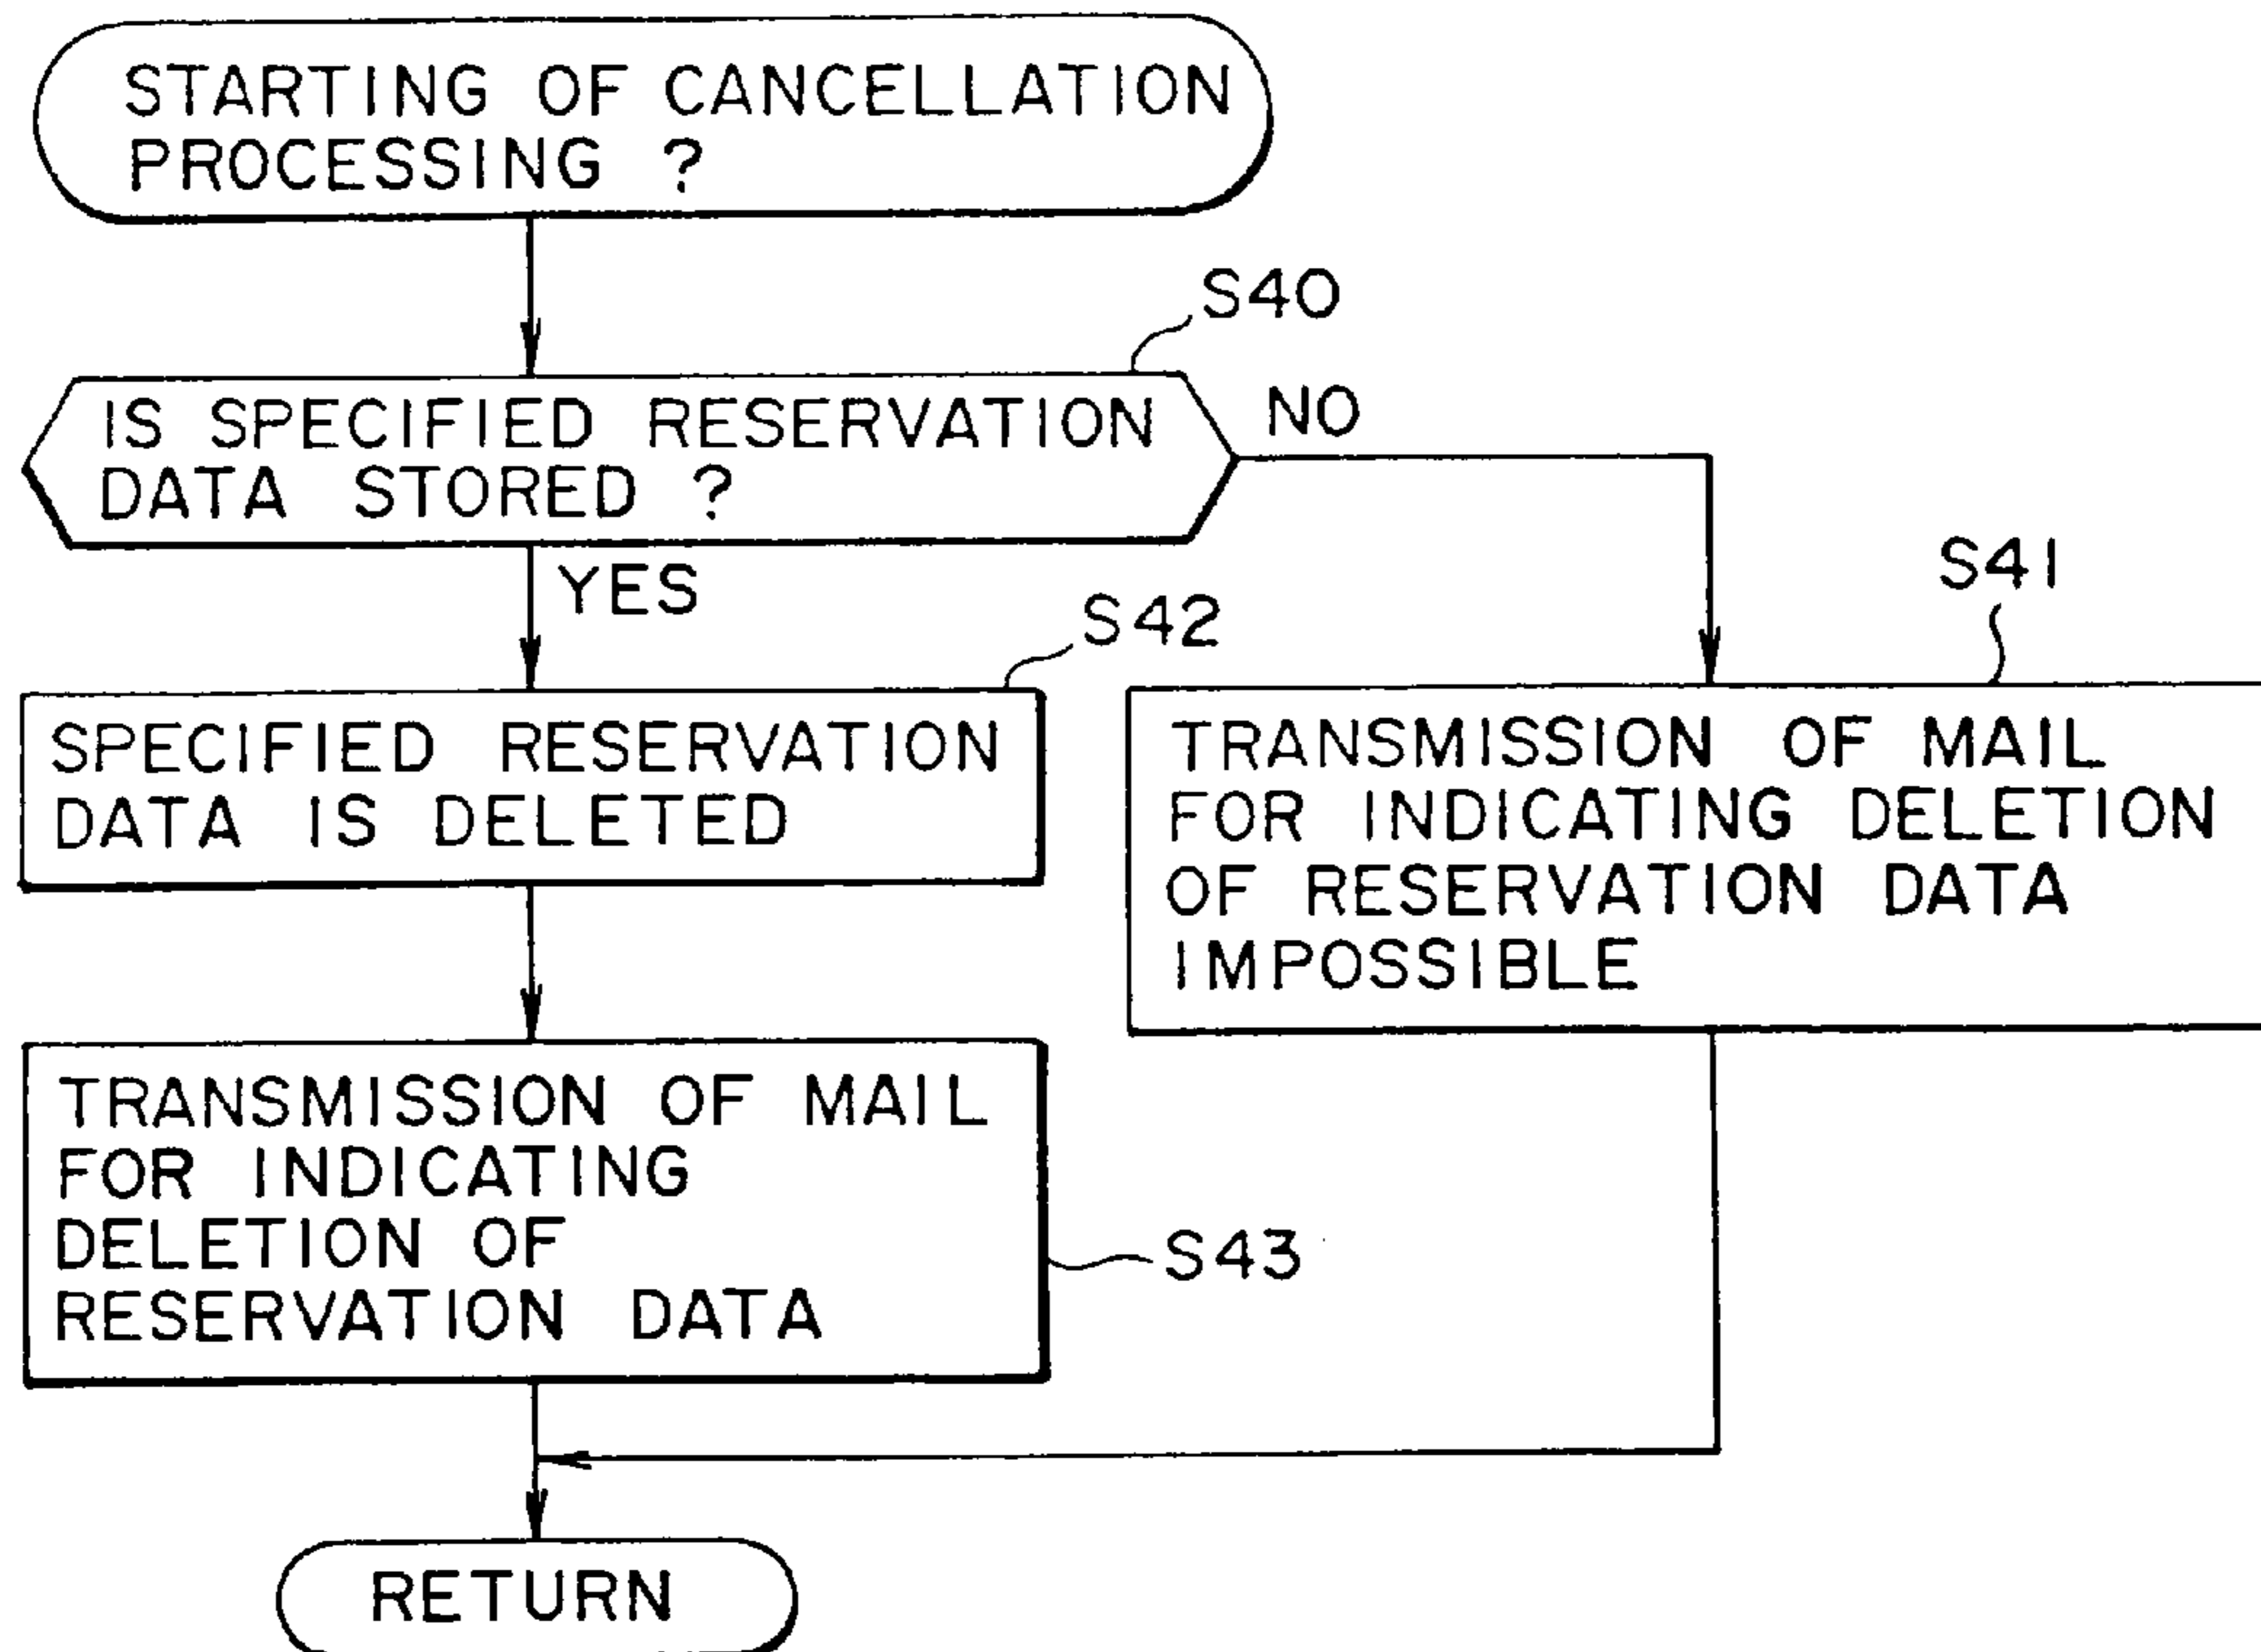 STARTING OF CANCELLATION
PROCESSING ?
S40
IS SPECIFIED RESERVATION
DATA STORED ?
NO
YES
S42
SPECIFIED RESERVATION
DATA IS DELETED
S41
TRANSMISSION OF MAIL
FOR INDICATING DELETION
OF RESERVATION DATA
IMPOSSIBLE
TRANSMISSION OF MAIL
FOR INDICATING
DELETION OF
RESERVATION DATA
S43
RETURN